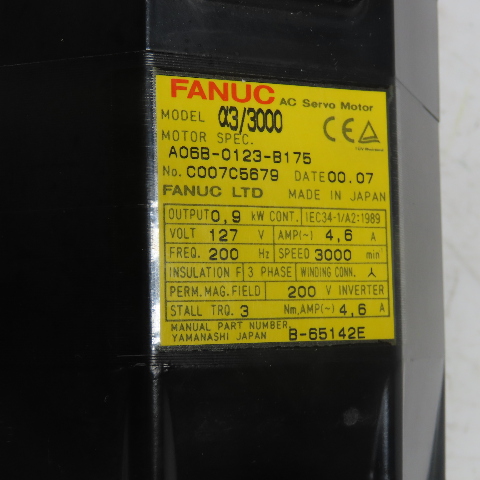 FANUC AC Servo Motor
MODEL α3/3000
MOTOR SPEC.
A06B-0123-B175
No. C007C5679 DATE 00.07
FANUC LTD MADE IN JAPAN
OUTPUT 0,9 kW CONT. IEC34-1/A2:1989
VOLT 127 V AMP(~) 4,6 A
FREQ. 200 Hz SPEED 3000 min⁻¹
INSULATION F 3 PHASE WINDING CONN. 人
PERM. MAG. FIELD 200 V INVERTER
STALL TRQ. 3 Nm, AMP(~) 4,6 A
MANUAL PART NUMBER
YAMANASHI JAPAN B-65142E
CE